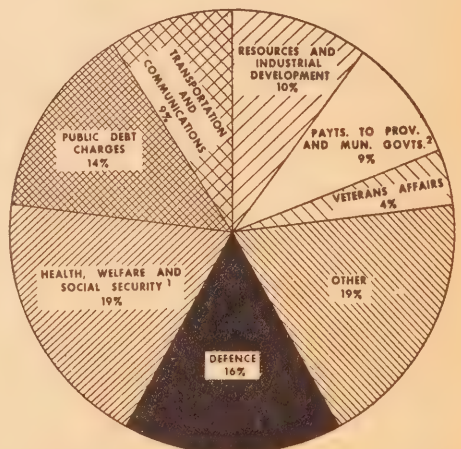 RESOURCES AND
INDUSTRIAL
DEVELOPMENT
10%
PAYTS. TO PROV.
AND MUN. GOVTS.²
9%
VETERANS AFFAIRS
4%
OTHER
19%
DEFENCE
16%
HEALTH, WELFARE AND
SOCIAL SECURITY ¹
19%
PUBLIC DEBT
CHARGES
14%
TRANSPORTATION
AND
COMMUNICATIONS
9%